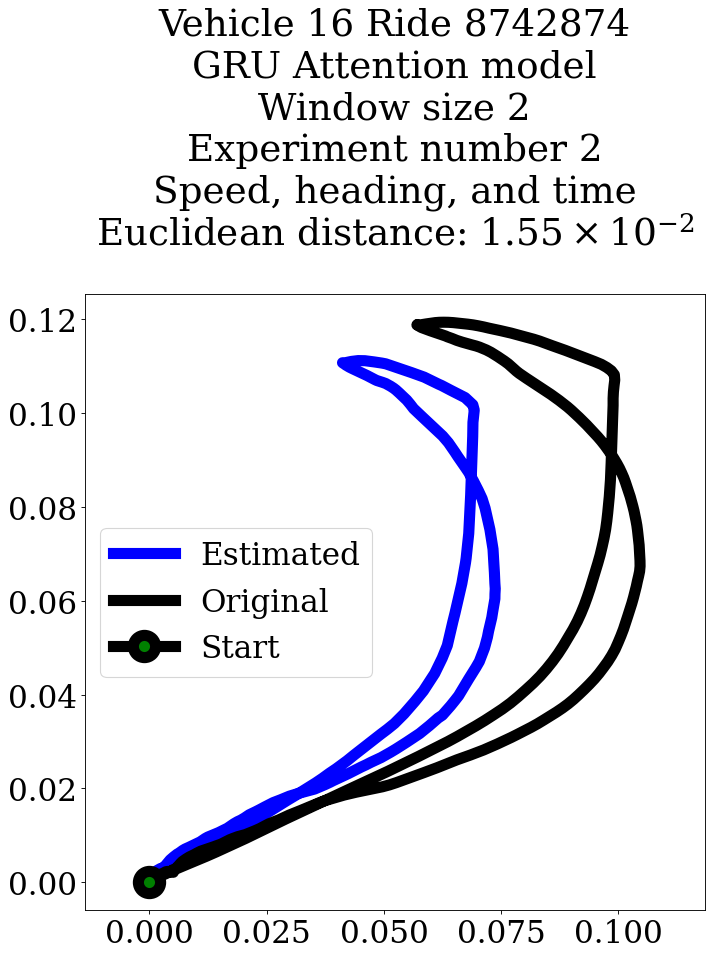 Vehicle 16 Ride 8742874
GRU Attention model
Window size 2
Experiment number 2
Speed, heading, and time
Euclidean distance: 1.55 × 10⁻²
0.12
0.10
0.08
0.06
0.04
0.02
0.00
Estimated
Original
Start
0.000 0.025 0.050 0.075 0.100